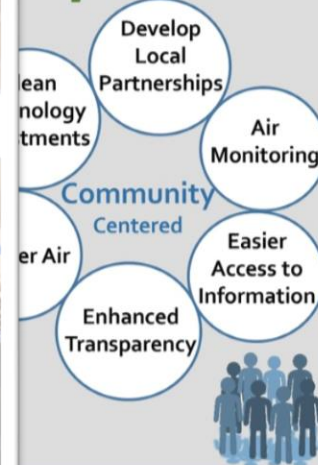 Develop
Local
Partnerships
lean
nology
tments
Air
Monitoring
Community
Centered
er Air
Easier
Access to
Information
Enhanced
Transparency